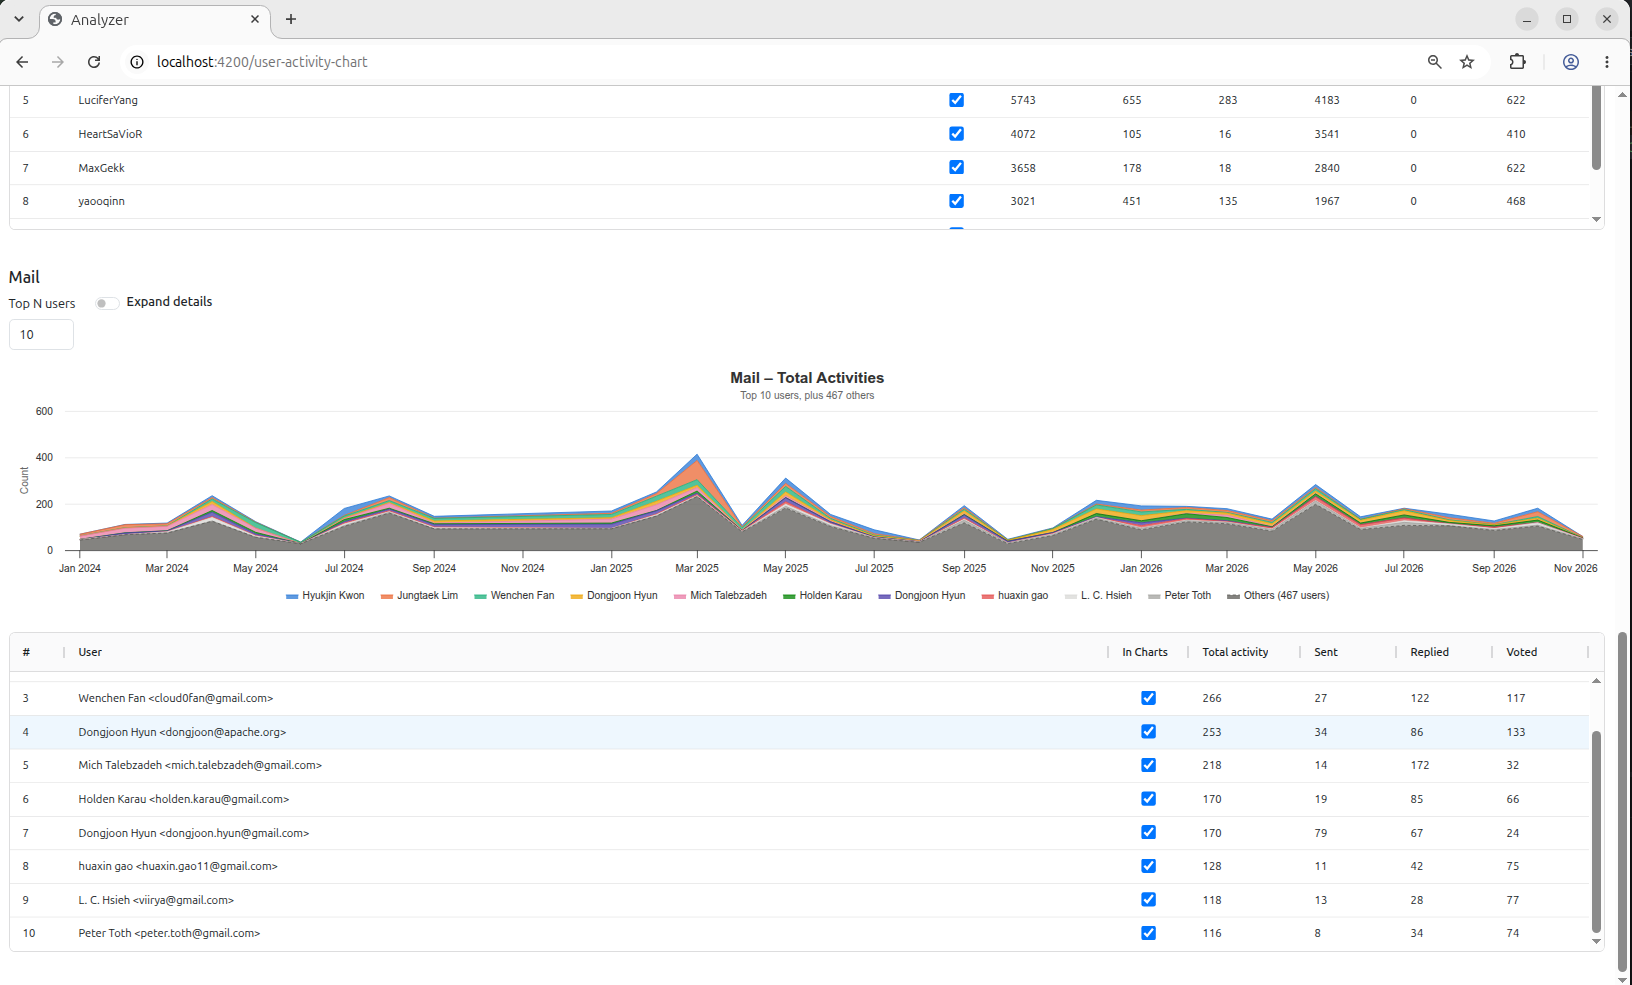 Analyzer
localhost:4200/user-activity-chart
5 LuciferYang 5743 655 283 4183 0 622
6 HeartSaVioR 4072 105 16 3541 0 410
7 MaxGekk 3658 178 18 2840 0 622
8 yaooqinn 3021 451 135 1967 0 468
Mail
Top N users Expand details
10
Mail – Total Activities
Top 10 users, plus 467 others
600
400
200
0
Count
Jan 2024 Mar 2024 May 2024 Jul 2024 Sep 2024 Nov 2024 Jan 2025 Mar 2025 May 2025 Jul 2025 Sep 2025 Nov 2025 Jan 2026 Mar 2026 May 2026 Jul 2026 Sep 2026 Nov 2026
Hyukjin Kwon Jungtaek Lim Wenchen Fan Dongjoon Hyun Mich Talebzadeh Holden Karau Dongjoon Hyun huaxin gao L. C. Hsieh Peter Toth Others (467 users)
# User In Charts Total activity Sent Replied Voted
3 Wenchen Fan <cloud0fan@gmail.com> 266 27 122 117
4 Dongjoon Hyun <dongjoon@apache.org> 253 34 86 133
5 Mich Talebzadeh <mich.talebzadeh@gmail.com> 218 14 172 32
6 Holden Karau <holden.karau@gmail.com> 170 19 85 66
7 Dongjoon Hyun <dongjoon.hyun@gmail.com> 170 79 67 24
8 huaxin gao <huaxin.gao11@gmail.com> 128 11 42 75
9 L. C. Hsieh <viirya@gmail.com> 118 13 28 77
10 Peter Toth <peter.toth@gmail.com> 116 8 34 74